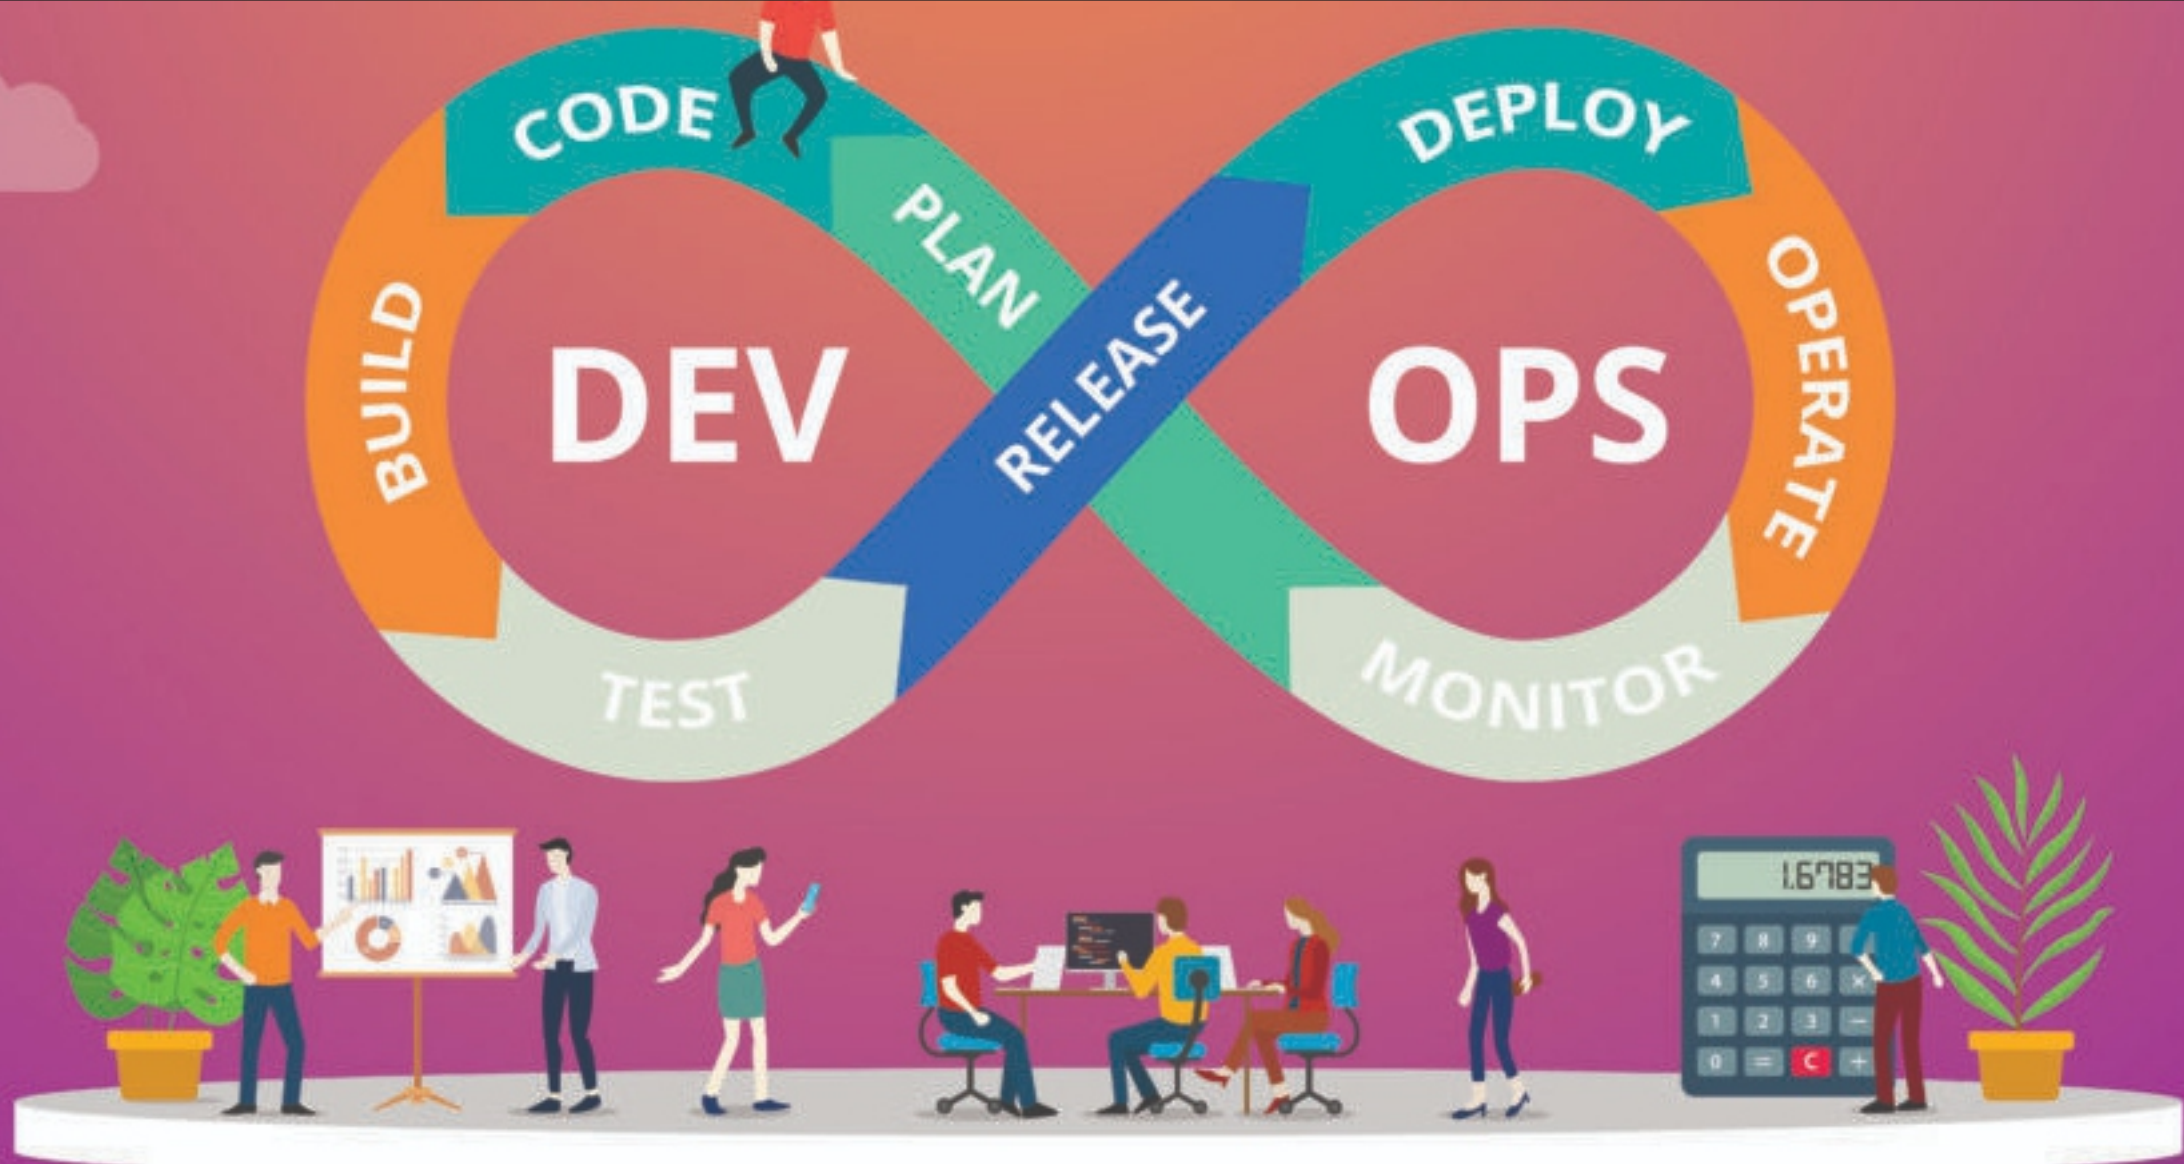 CODE
DEPLOY
PLAN
BUILD
RELEASE
OPERATE
DEV
OPS
TEST
MONITOR
1.6783
7 8 9
4 5 6 ×
1 2 3 −
0 = C +